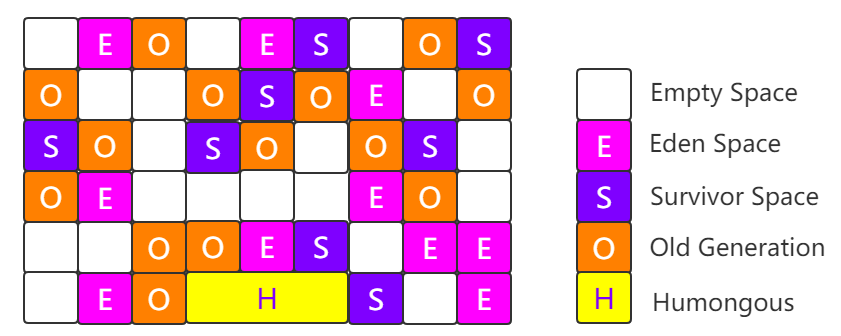 E O E S O S
O O S O E O
S O S O O S
O E E O
O O E S E E
E O H S E
Empty Space
E Eden Space
S Survivor Space
O Old Generation
H Humongous